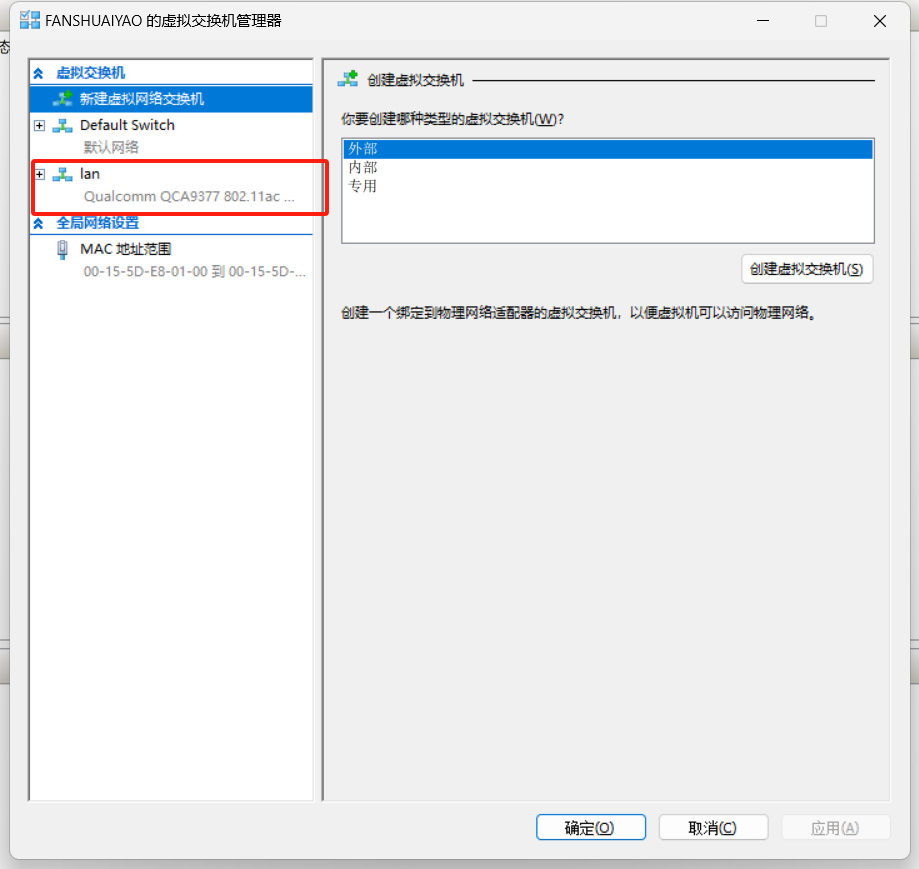 FANSHUAIYAO 的虚拟交换机管理器
虚拟交换机
新建虚拟网络交换机
Default Switch
默认网络
lan
Qualcomm QCA9377 802.11ac ...
全局网络设置
MAC 地址范围
00-15-5D-E8-01-00 到 00-15-5D-...
创建虚拟交换机
你要创建哪种类型的虚拟交换机(W)?
外部
内部
专用
创建虚拟交换机(S)
创建一个绑定到物理网络适配器的虚拟交换机，以便虚拟机可以访问物理网络。
确定(O)
取消(C)
应用(A)
态